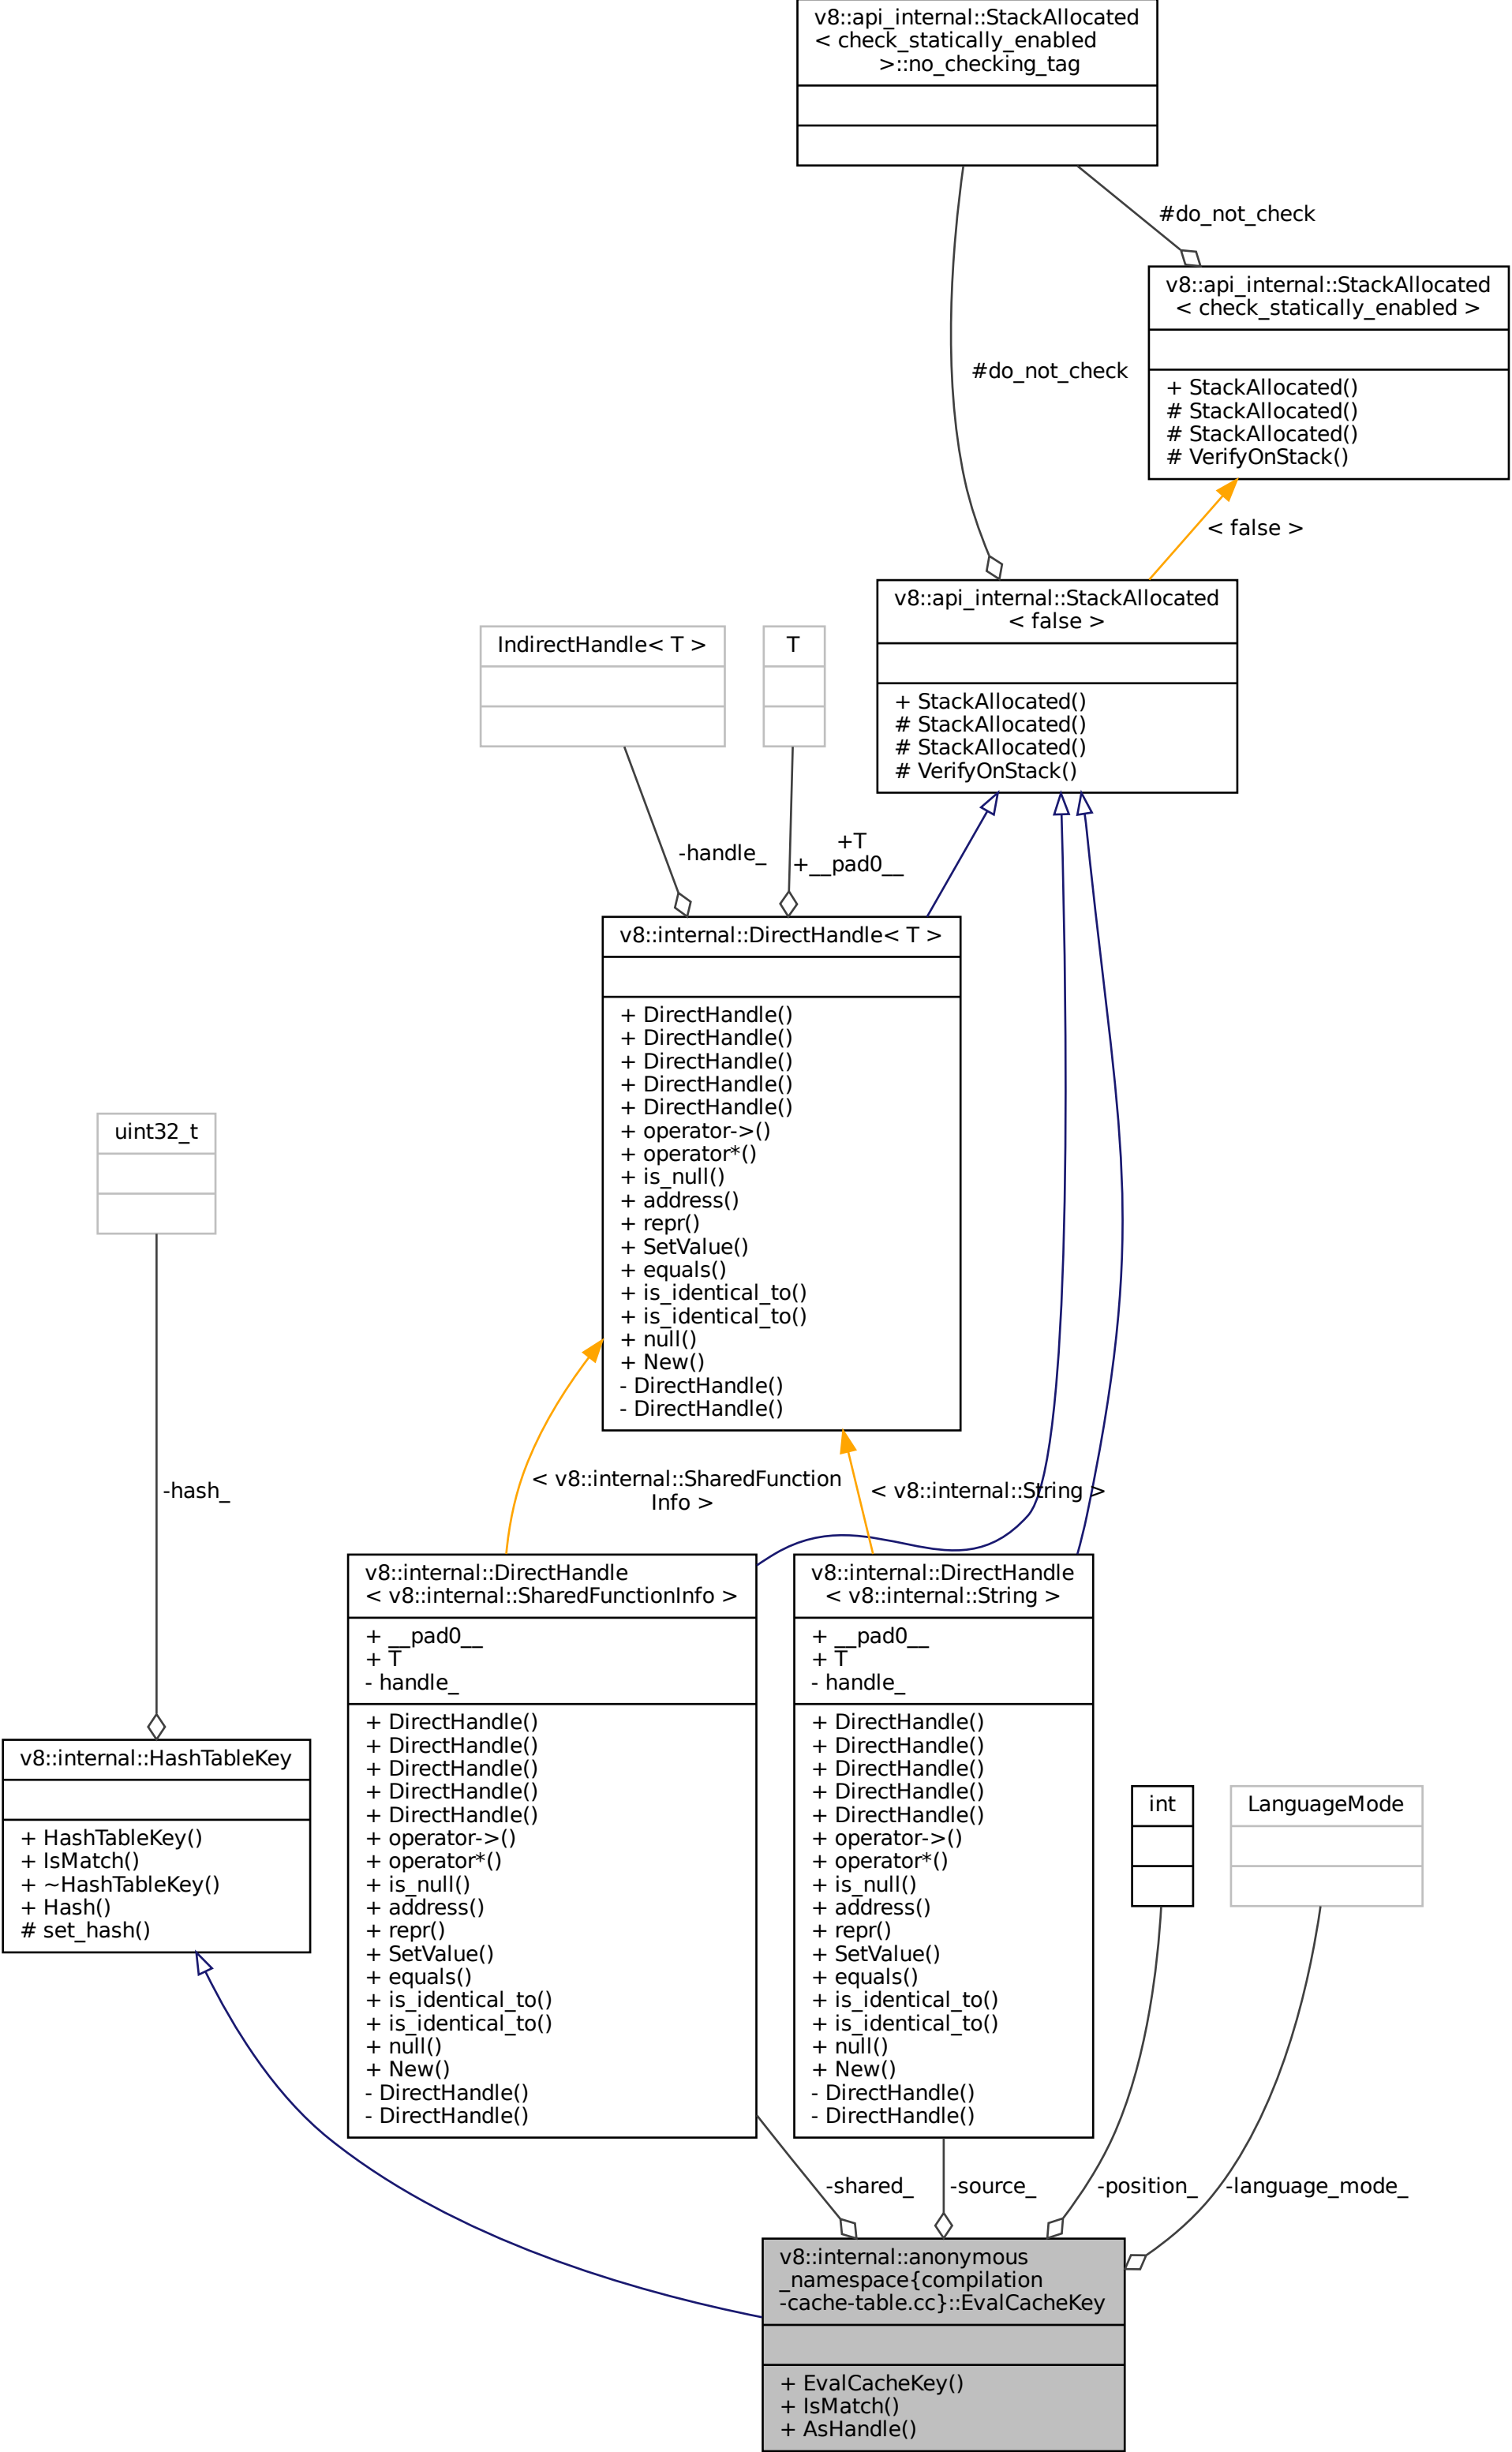 v8::api_internal::StackAllocated
< check_statically_enabled
>::no_checking_tag
#do_not_check
v8::api_internal::StackAllocated
< check_statically_enabled >
+ StackAllocated()
# StackAllocated()
# StackAllocated()
# VerifyOnStack()
#do_not_check
< false >
v8::api_internal::StackAllocated
< false >
+ StackAllocated()
# StackAllocated()
# StackAllocated()
# VerifyOnStack()
IndirectHandle< T >
T
-handle_
+T
+__pad0__
v8::internal::DirectHandle< T >
+ DirectHandle()
+ DirectHandle()
+ DirectHandle()
+ DirectHandle()
+ DirectHandle()
+ operator->()
+ operator*()
+ is_null()
+ address()
+ repr()
+ SetValue()
+ equals()
+ is_identical_to()
+ is_identical_to()
+ null()
+ New()
- DirectHandle()
- DirectHandle()
uint32_t
-hash_
< v8::internal::SharedFunction
Info >
< v8::internal::String >
v8::internal::HashTableKey
+ HashTableKey()
+ IsMatch()
+ ~HashTableKey()
+ Hash()
# set_hash()
v8::internal::DirectHandle
< v8::internal::SharedFunctionInfo >
+ __pad0__
+ T
- handle_
+ DirectHandle()
+ DirectHandle()
+ DirectHandle()
+ DirectHandle()
+ DirectHandle()
+ operator->()
+ operator*()
+ is_null()
+ address()
+ repr()
+ SetValue()
+ equals()
+ is_identical_to()
+ is_identical_to()
+ null()
+ New()
- DirectHandle()
- DirectHandle()
v8::internal::DirectHandle
< v8::internal::String >
+ __pad0__
+ T
- handle_
+ DirectHandle()
+ DirectHandle()
+ DirectHandle()
+ DirectHandle()
+ DirectHandle()
+ operator->()
+ operator*()
+ is_null()
+ address()
+ repr()
+ SetValue()
+ equals()
+ is_identical_to()
+ is_identical_to()
+ null()
+ New()
- DirectHandle()
- DirectHandle()
int
LanguageMode
-shared_
-source_
-position_
-language_mode_
v8::internal::anonymous
_namespace{compilation
-cache-table.cc}::EvalCacheKey
+ EvalCacheKey()
+ IsMatch()
+ AsHandle()